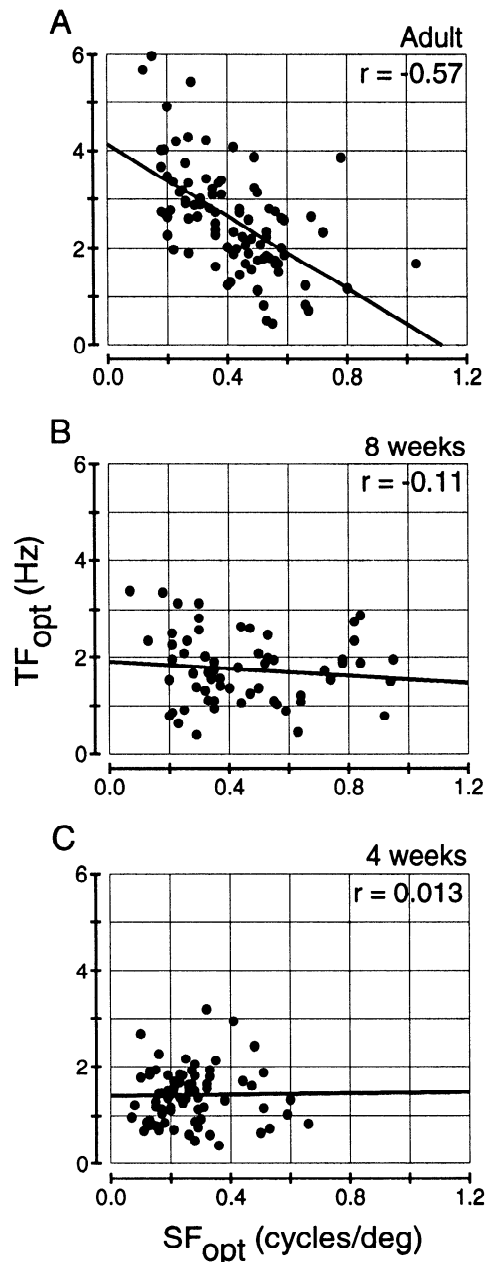 A
Adult
r = -0.57
6
4
2
0
0.0 0.4 0.8 1.2
B
8 weeks
r = -0.11
6
4
2
0
0.0 0.4 0.8 1.2
TFopt (Hz)
C
4 weeks
r = 0.013
6
4
2
0
0.0 0.4 0.8 1.2
SFopt (cycles/deg)